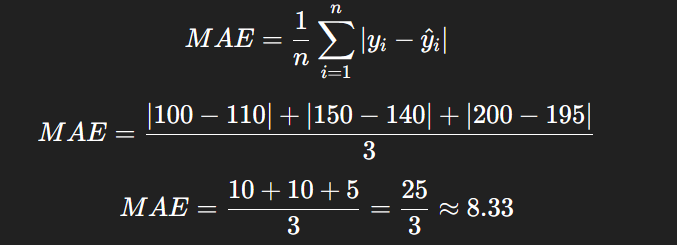 MAE = \frac{1}{n} \sum_{i=1}^{n} |y_i - \hat{y}_i|
MAE = \frac{|100 - 110| + |150 - 140| + |200 - 195|}{3}
MAE = \frac{10 + 10 + 5}{3} = \frac{25}{3} \approx 8.33